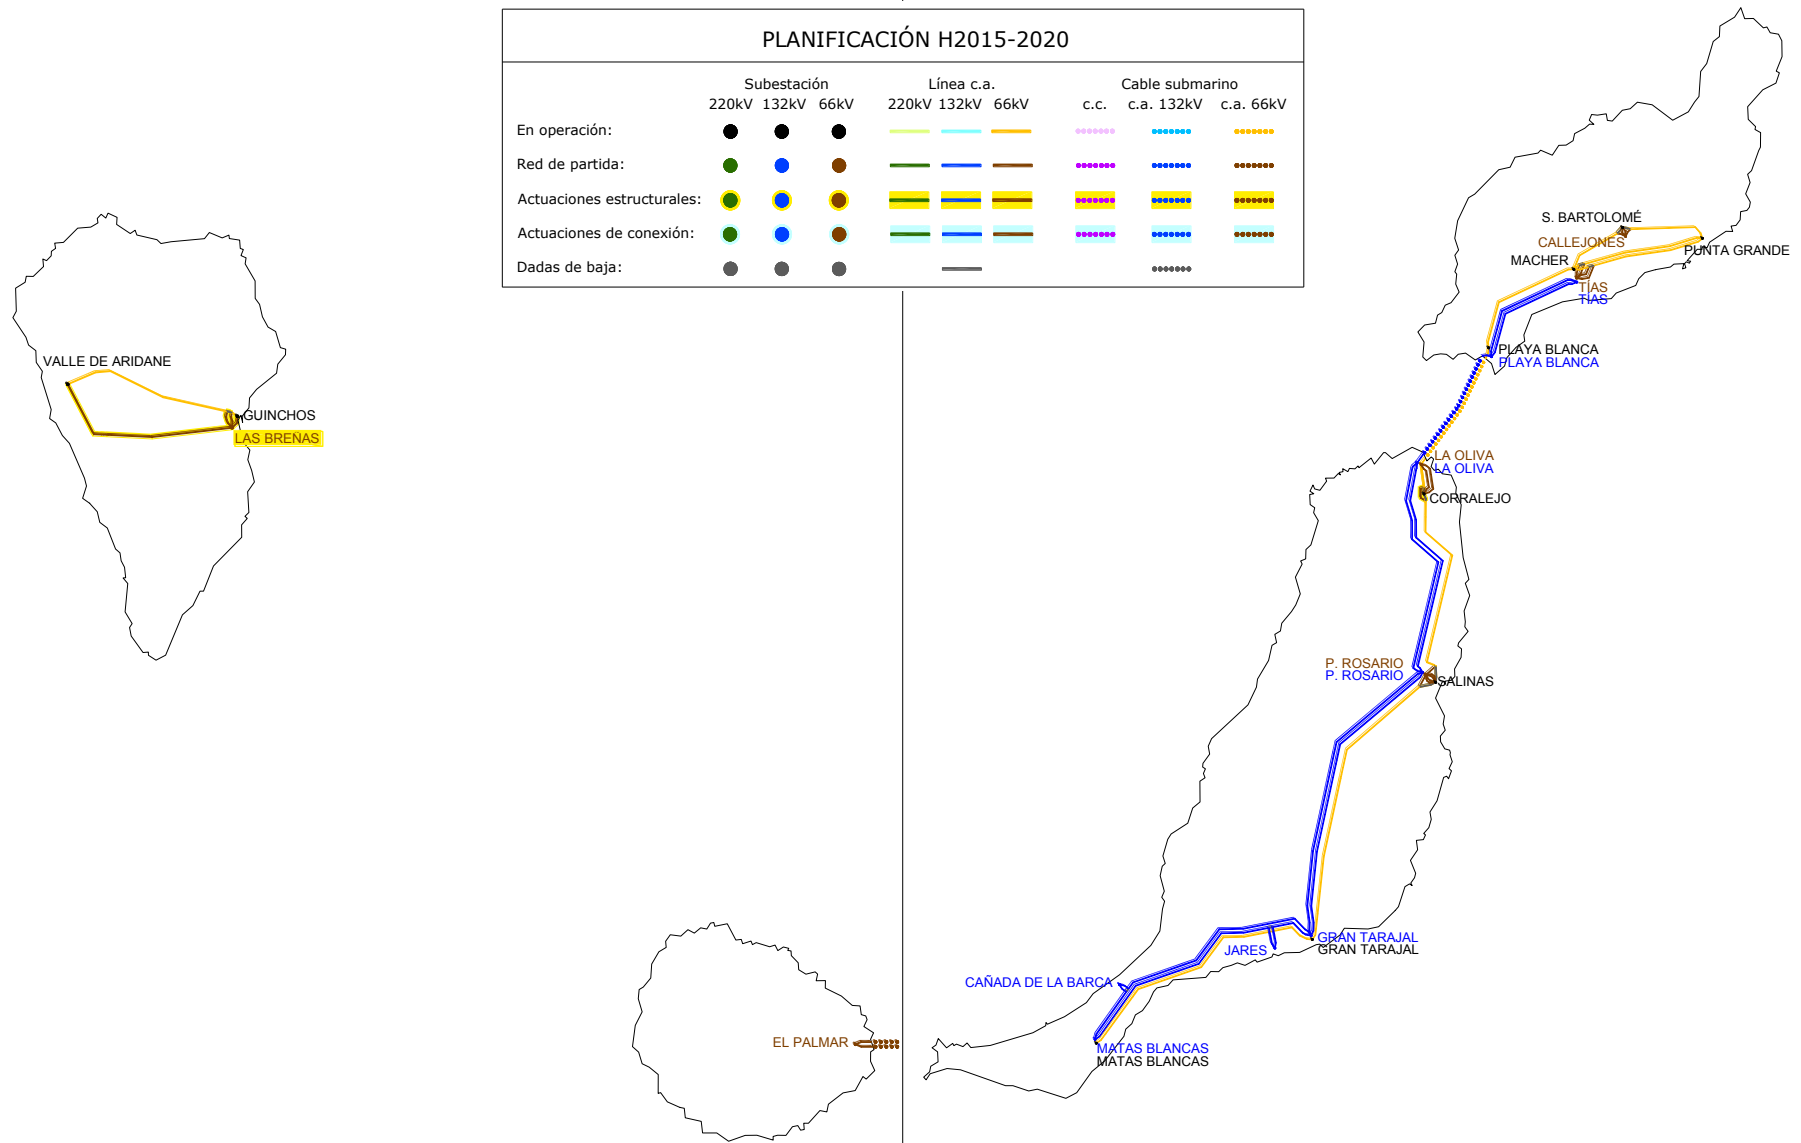 PLANIFICACIÓN H2015-2020
Subestación Línea c.a. Cable submarino
220kV 132kV 66kV 220kV 132kV 66kV c.c. c.a. 132kV c.a. 66kV
En operación:
Red de partida:
Actuaciones estructurales:
Actuaciones de conexión:
Dadas de baja:
VALLE DE ARIDANE
GUINCHOS
LAS BREÑAS
S. BARTOLOMÉ
CALLEJONES
PUNTA GRANDE
MACHER
TÍAS
TÍAS
PLAYA BLANCA
PLAYA BLANCA
LA OLIVA
LA OLIVA
CORRALEJO
P. ROSARIO
P. ROSARIO
SALINAS
GRAN TARAJAL
GRAN TARAJAL
JARES
CAÑADA DE LA BARCA
EL PALMAR
MATAS BLANCAS
MATAS BLANCAS